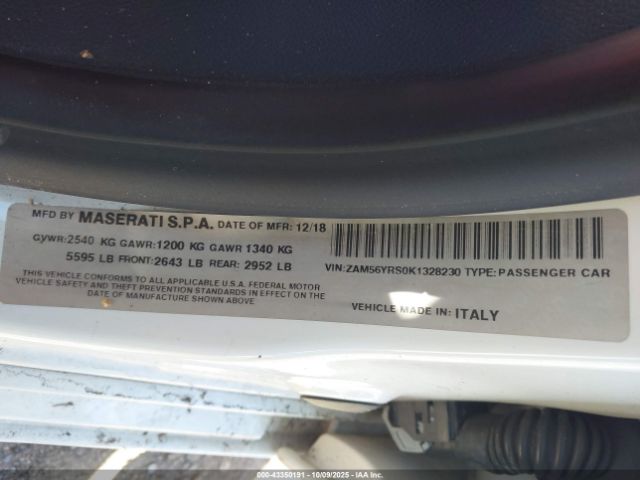 MFD BY MASERATI S.P.A. DATE OF MFR: 12/18
GVWR:2540 KG GAWR:1200 KG GAWR 1340 KG
5595 LB FRONT:2643 LB REAR: 2952 LB
THIS VEHICLE CONFORMS TO ALL APPLICABLE U.S.A. FEDERAL MOTOR
VEHICLE SAFETY AND THEFT PREVENTION STANDARDS IN EFFECT ON THE
DATE OF MANUFACTURE SHOWN ABOVE
VIN:ZAM56YRS0K1328230 TYPE:PASSENGER CAR
VEHICLE MADE IN: ITALY
000-43350191 - 10/09/2025 - IAAI.COM